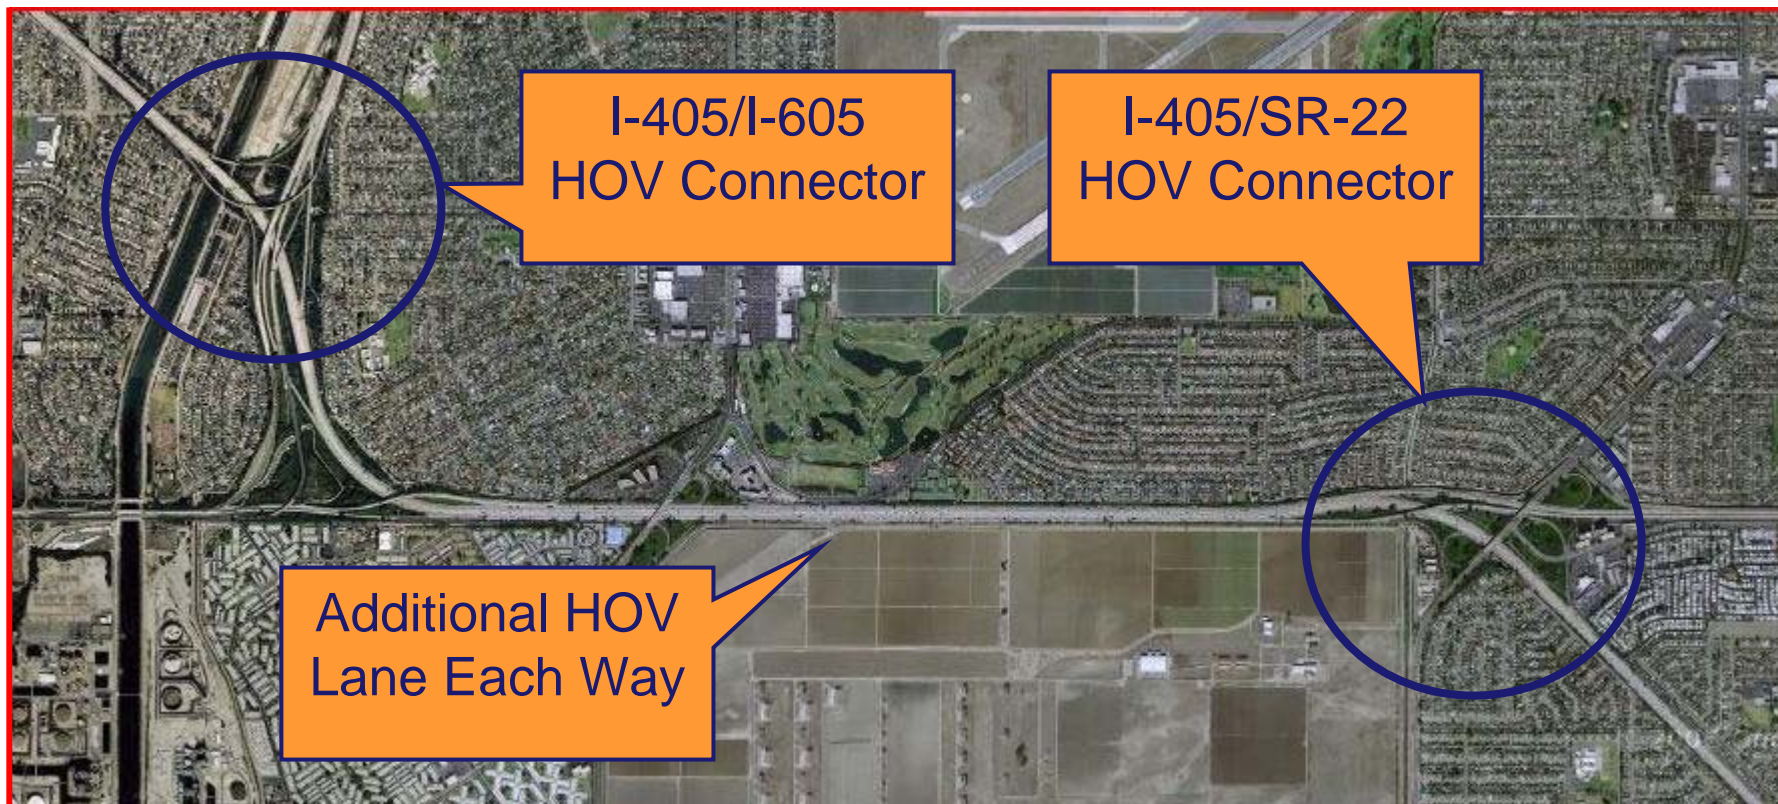 I-405/I-605
HOV Connector
I-405/SR-22
HOV Connector
Additional HOV
Lane Each Way